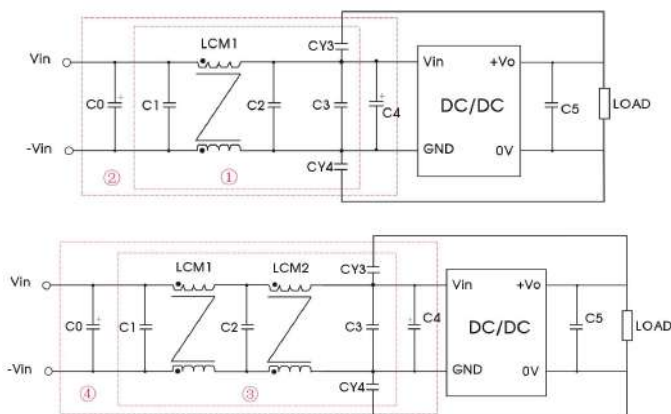 LCM1
CY3
Vin
Vin
+Vo
C0
+
C1
C2
C3
+
C4
DC/DC
C5
LOAD
-Vin
GND
0V
CY4
②
①
LCM1
LCM2
CY3
Vin
Vin
+Vo
C0
+
C1
C2
C3
+
C4
DC/DC
C5
LOAD
-Vin
GND
0V
CY4
④
③